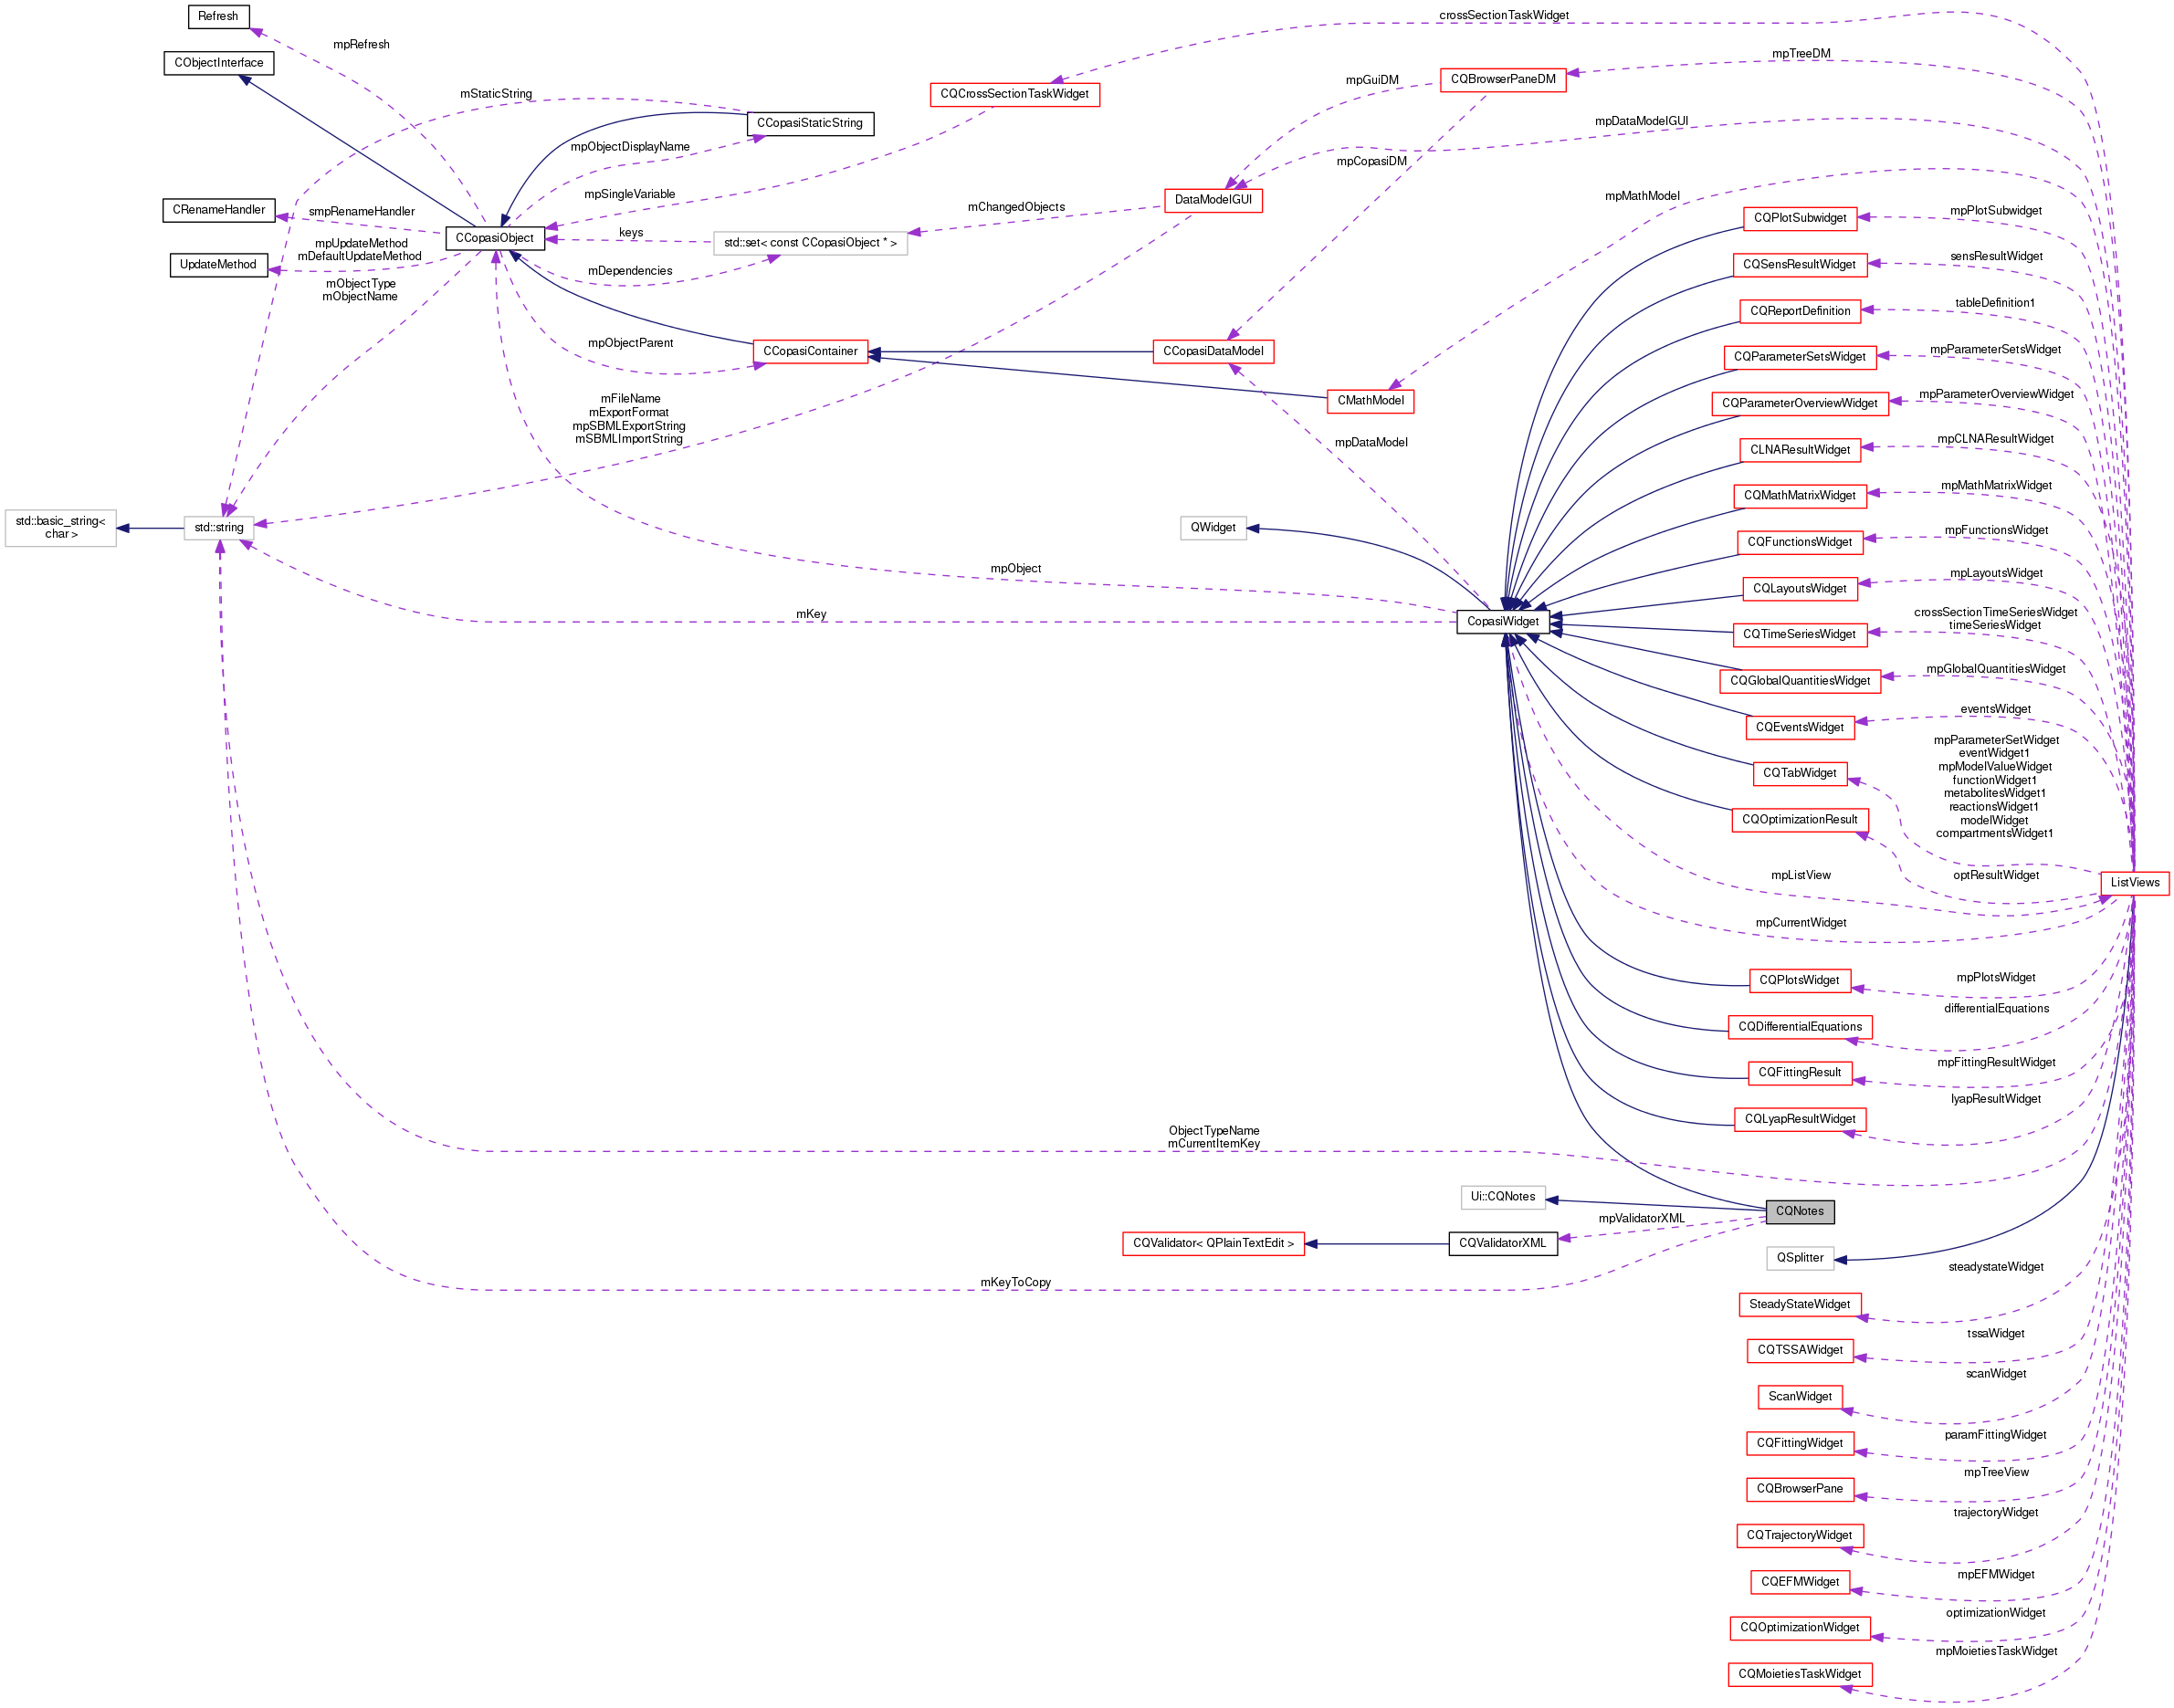 Refresh
CObjectInterface
mpRefresh
mStaticString
CCopasiStaticString
mpObjectDisplayName
CRenameHandler
smpRenameHandler
UpdateMethod
mpUpdateMethod
mDefaultUpdateMethod
mObjectType
mObjectName
CCopasiObject
keys
std::set< const CCopasiObject * >
mDependencies
mpObjectParent
CCopasiContainer
mFileName
mExportFormat
mpSBMLExportString
mSBMLImportString
std::basic_string<
char >
std::string
crossSectionTaskWidget
CQCrossSectionTaskWidget
mpSingleVariable
mpGuiDM
CQBrowserPaneDM
mpTreeDM
mpCopasiDM
mpDataModelGUI
DataModelGUI
mChangedObjects
mpMathModel
CCopasiDataModel
CMathModel
mpDataModel
QWidget
mpObject
mKey
CopasiWidget
CQPlotSubwidget
mpPlotSubwidget
CQSensResultWidget
sensResultWidget
CQReportDefinition
tableDefinition1
CQParameterSetsWidget
mpParameterSetsWidget
CQParameterOverviewWidget
mpParameterOverviewWidget
CLNAResultWidget
mpCLNAResultWidget
CQMathMatrixWidget
mpMathMatrixWidget
CQFunctionsWidget
mpFunctionsWidget
CQLayoutsWidget
mpLayoutsWidget
CQTimeSeriesWidget
crossSectionTimeSeriesWidget
timeSeriesWidget
CQGlobalQuantitiesWidget
mpGlobalQuantitiesWidget
CQEventsWidget
eventsWidget
CQTabWidget
mpParameterSetWidget
eventWidget1
mpModelValueWidget
functionWidget1
metabolitesWidget1
reactionsWidget1
modelWidget
compartmentsWidget1
CQOptimizationResult
optResultWidget
ListViews
mpListView
mpCurrentWidget
CQPlotsWidget
mpPlotsWidget
CQDifferentialEquations
differentialEquations
CQFittingResult
mpFittingResultWidget
CQLyapResultWidget
lyapResultWidget
ObjectTypeName
mCurrentItemKey
Ui::CQNotes
CQNotes
mpValidatorXML
CQValidator< QPlainTextEdit >
CQValidatorXML
QSplitter
mKeyToCopy
steadystateWidget
SteadyStateWidget
tssaWidget
CQTSSAWidget
scanWidget
ScanWidget
paramFittingWidget
CQFittingWidget
mpTreeView
CQBrowserPane
trajectoryWidget
CQTrajectoryWidget
mpEFMWidget
CQEFMWidget
optimizationWidget
CQOptimizationWidget
mpMoietiesTaskWidget
CQMoietiesTaskWidget